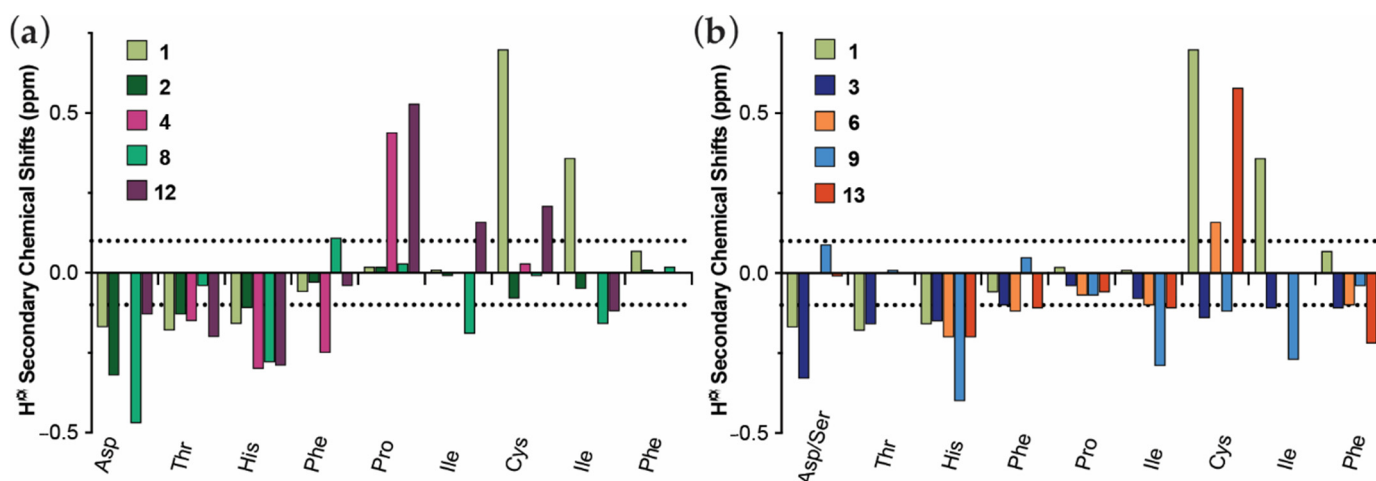 (a)
H^α Secondary Chemical Shifts (ppm)
0.5
0.0
−0.5
1
2
4
8
12
Asp
Thr
His
Phe
Pro
Ile
Cys
Ile
Phe
(b)
H^α Secondary Chemical Shifts (ppm)
0.5
0.0
−0.5
1
3
6
9
13
Asp/Ser
Thr
His
Phe
Pro
Ile
Cys
Ile
Phe